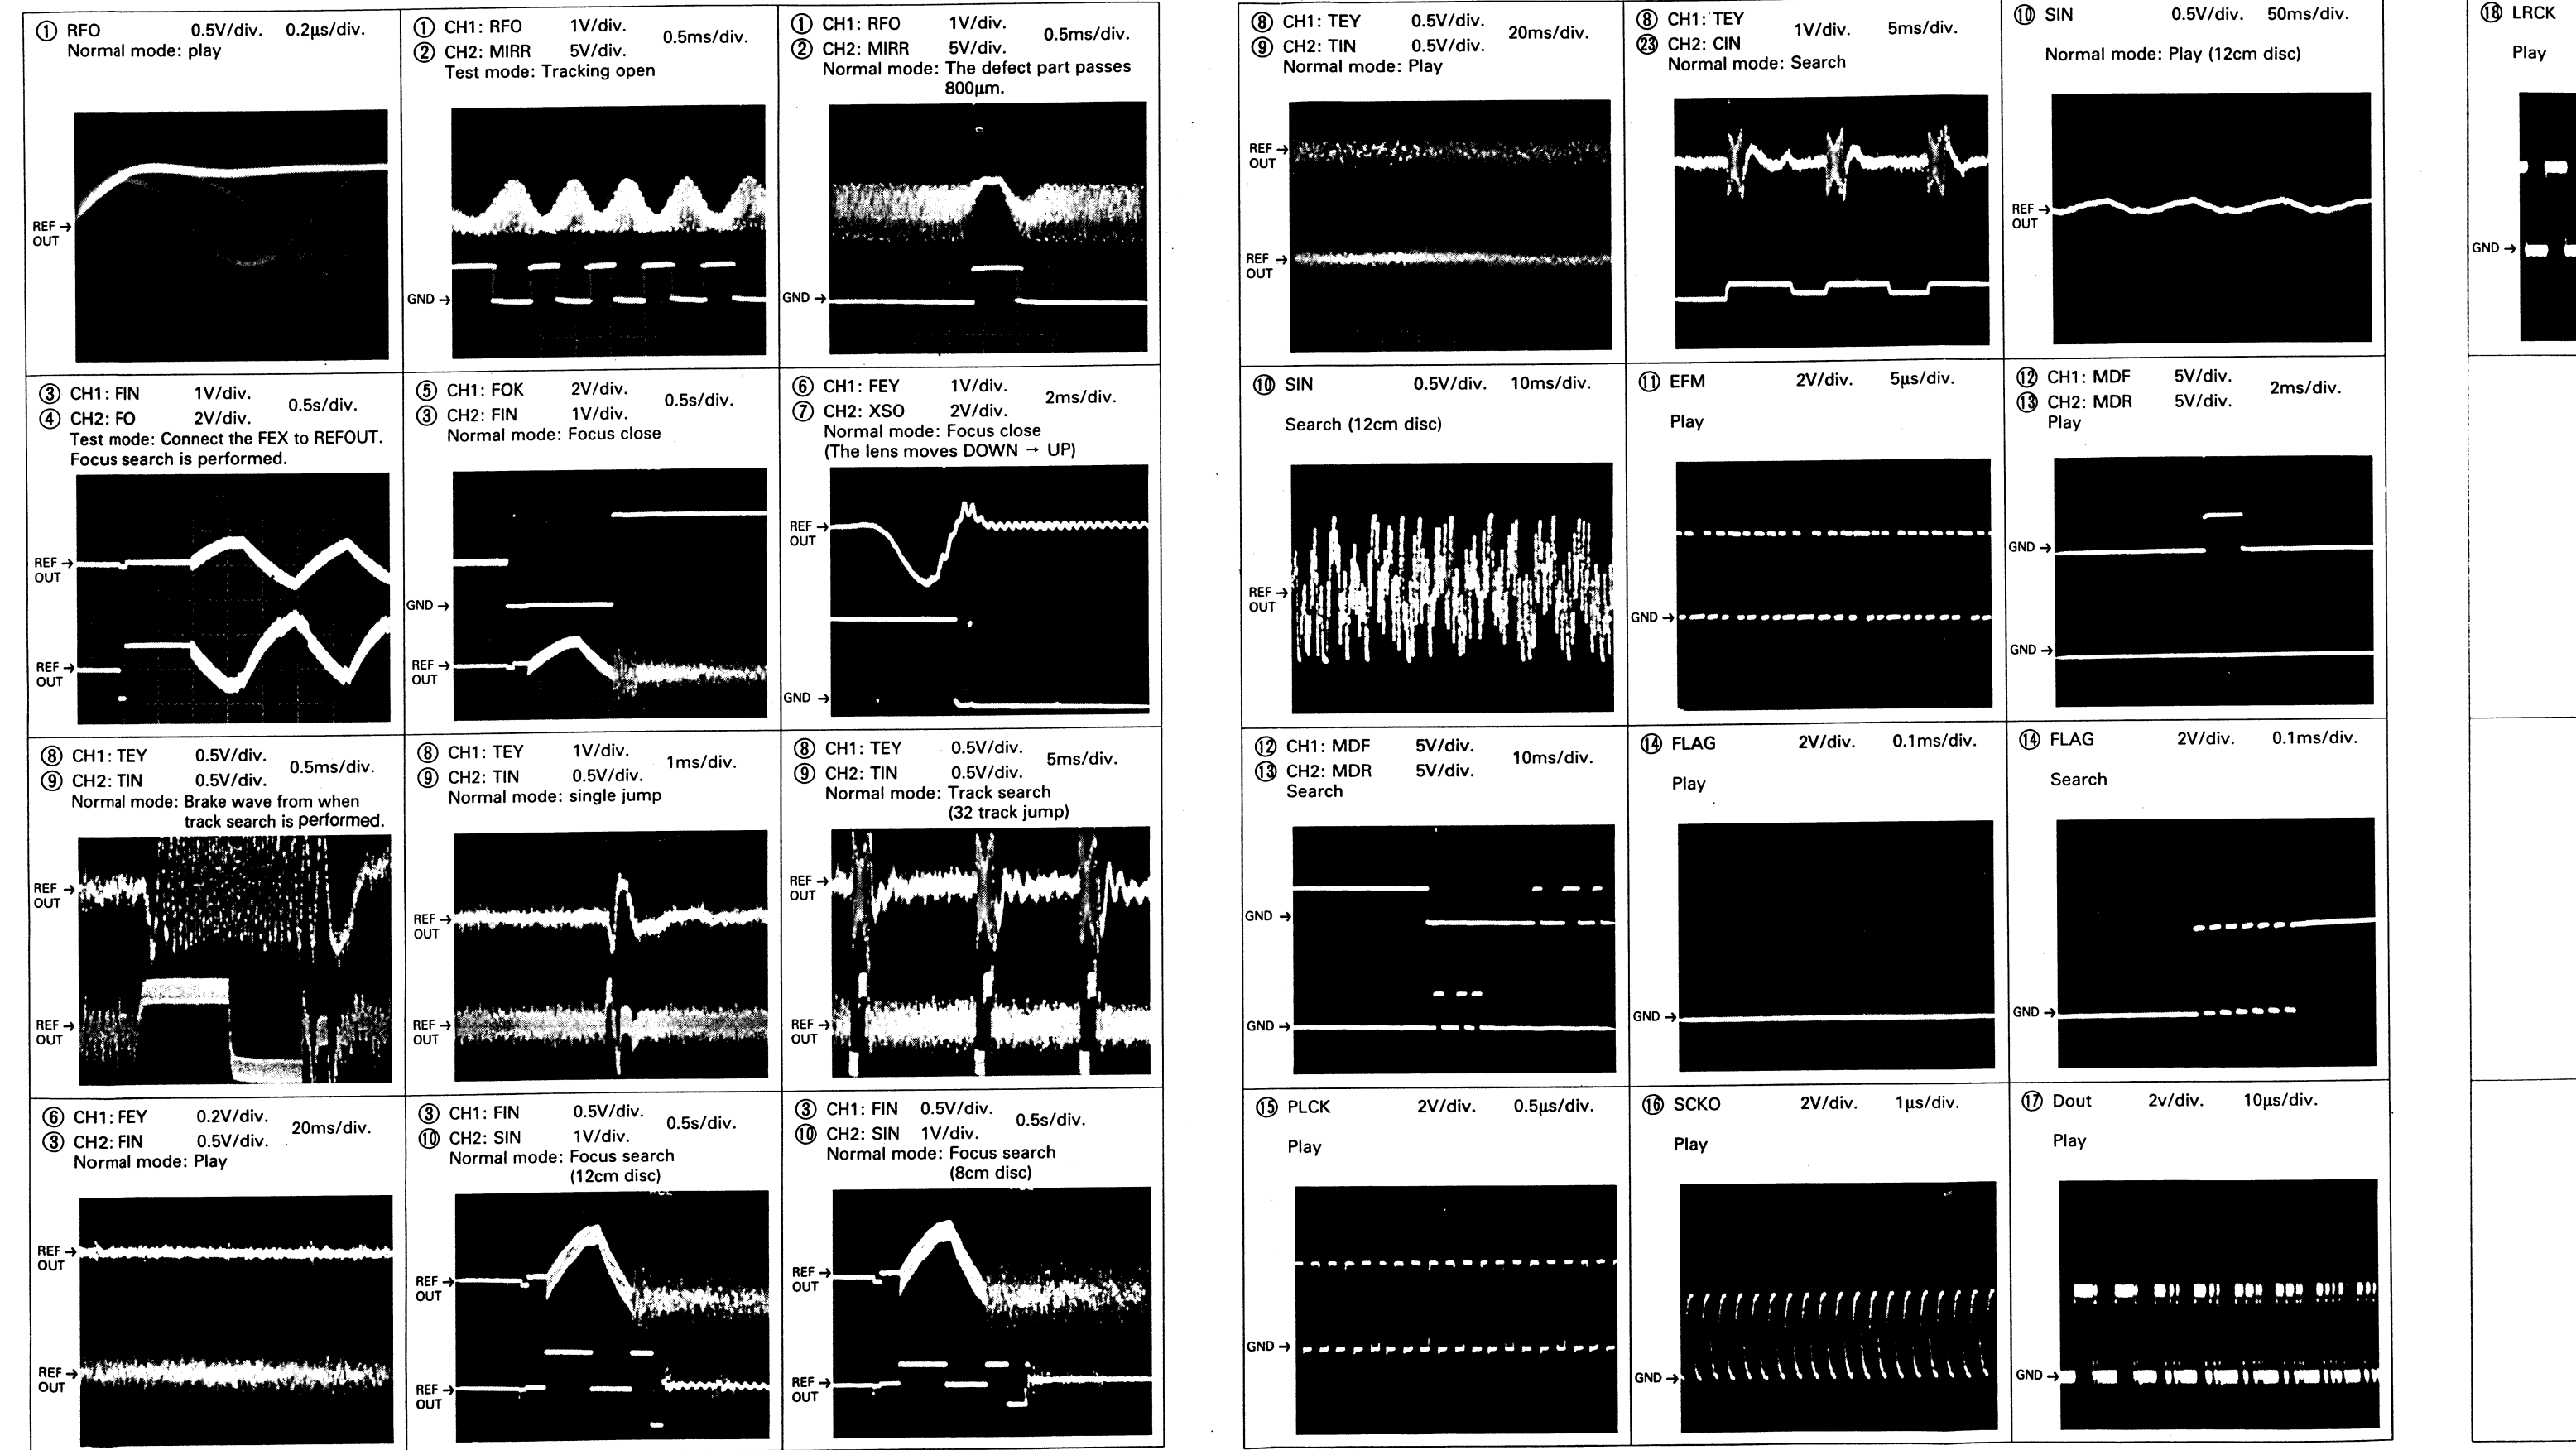 ① RFO 0.5V/div. 0.2μs/div.
Normal mode: play
REF →
OUT
① CH1: RFO 1V/div.
② CH2: MIRR 5V/div.
0.5ms/div.
Test mode: Tracking open
GND →
① CH1: RFO 1V/div.
② CH2: MIRR 5V/div.
0.5ms/div.
Normal mode: The defect part passes
800μm.
GND →
③ CH1: FIN 1V/div.
④ CH2: FO 2V/div.
0.5s/div.
Test mode: Connect the FEX to REFOUT.
Focus search is performed.
REF →
OUT
REF →
OUT
⑤ CH1: FOK 2V/div.
③ CH2: FIN 1V/div.
0.5s/div.
Normal mode: Focus close
GND →
REF →
OUT
⑥ CH1: FEY 1V/div.
⑦ CH2: XSO 2V/div.
2ms/div.
Normal mode: Focus close
(The lens moves DOWN → UP)
REF →
OUT
GND →
⑧ CH1: TEY 0.5V/div.
⑨ CH2: TIN 0.5V/div.
0.5ms/div.
Normal mode: Brake wave from when
track search is performed.
REF →
OUT
REF →
OUT
⑧ CH1: TEY 1V/div.
⑨ CH2: TIN 0.5V/div.
1ms/div.
Normal mode: single jump
REF →
OUT
REF →
OUT
⑧ CH1: TEY 0.5V/div.
⑨ CH2: TIN 0.5V/div.
5ms/div.
Normal mode: Track search
(32 track jump)
REF →
OUT
REF →
OUT
⑥ CH1: FEY 0.2V/div.
③ CH2: FIN 0.5V/div.
20ms/div.
Normal mode: Play
REF →
OUT
REF →
OUT
③ CH1: FIN 0.5V/div.
⑩ CH2: SIN 1V/div.
0.5s/div.
Normal mode: Focus search
(12cm disc)
REF →
OUT
REF →
OUT
③ CH1: FIN 0.5V/div.
⑩ CH2: SIN 1V/div.
0.5s/div.
Normal mode: Focus search
(8cm disc)
REF →
OUT
REF →
OUT
⑧ CH1: TEY 0.5V/div.
⑨ CH2: TIN 0.5V/div.
20ms/div.
Normal mode: Play
REF →
OUT
REF →
OUT
⑧ CH1: TEY
㉓ CH2: CIN
1V/div. 5ms/div.
Normal mode: Search
⑩ SIN 0.5V/div. 50ms/div.
Normal mode: Play (12cm disc)
REF →
OUT
⑩ SIN 0.5V/div. 10ms/div.
Search (12cm disc)
REF →
OUT
⑪ EFM 2V/div. 5μs/div.
Play
GND →
⑫ CH1: MDF 5V/div.
⑬ CH2: MDR 5V/div.
2ms/div.
Play
GND →
GND →
⑫ CH1: MDF 5V/div.
⑬ CH2: MDR 5V/div.
10ms/div.
Search
GND →
GND →
⑭ FLAG 2V/div. 0.1ms/div.
Play
GND →
⑭ FLAG 2V/div. 0.1ms/div.
Search
GND →
⑮ PLCK 2V/div. 0.5μs/div.
Play
GND →
⑯ SCKO 2V/div. 1μs/div.
Play
GND →
⑰ Dout 2v/div. 10μs/div.
Play
GND →
⑱ LRCK
Play
GND →